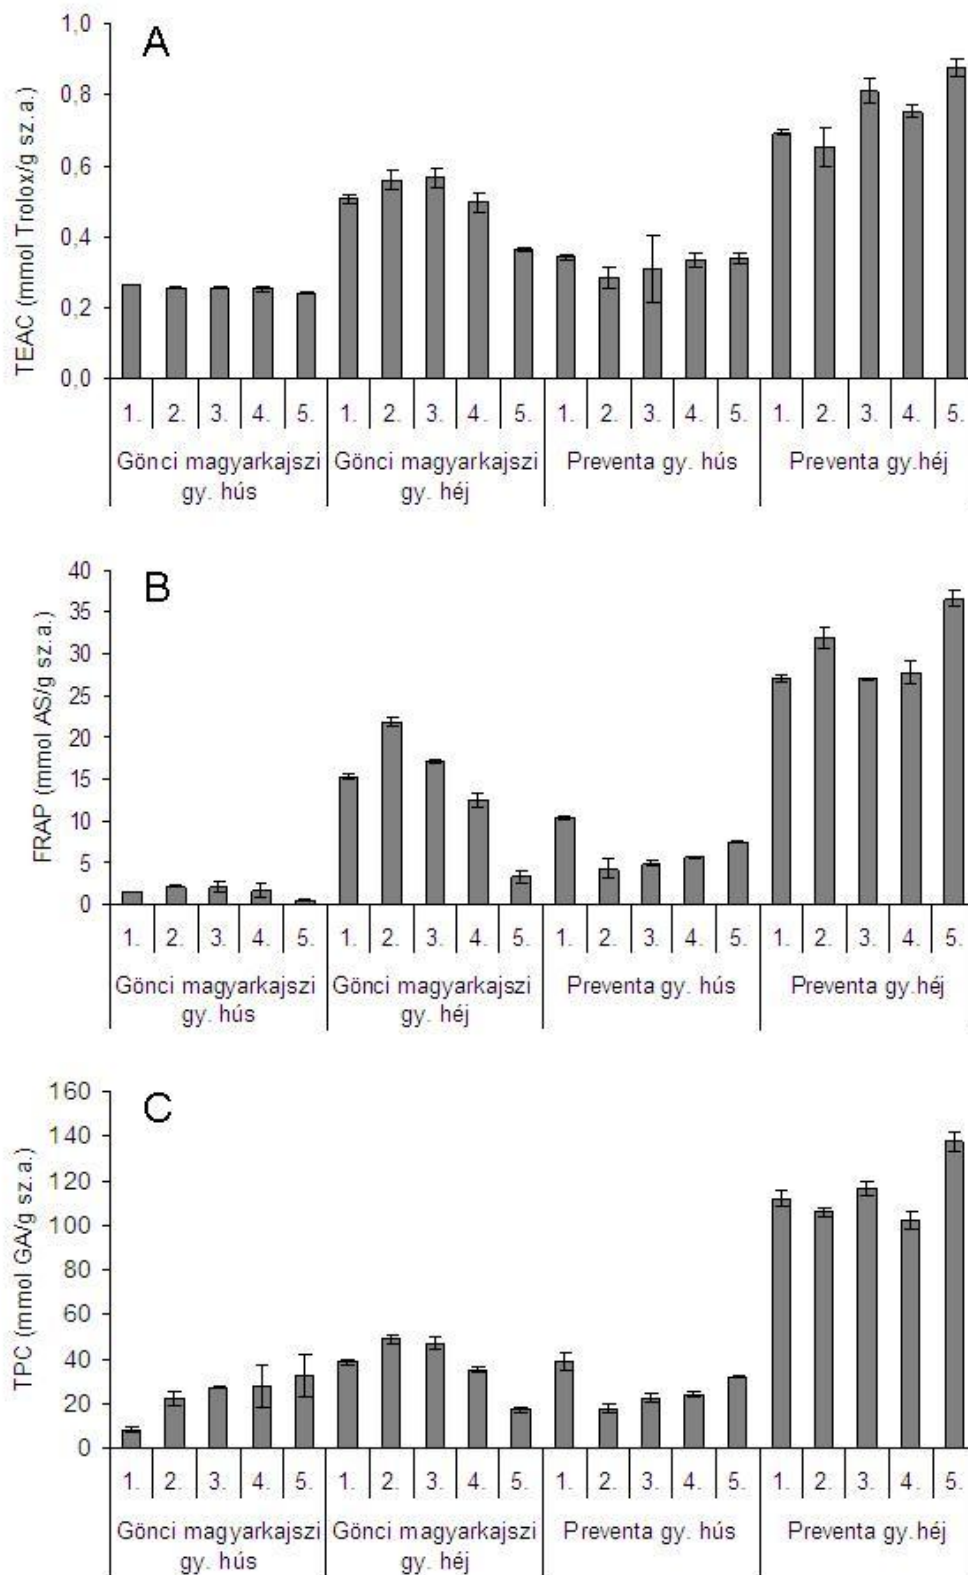 A
TEAC (mmol Trolox/g sz.a.)
1,0
0,8
0,6
0,4
0,2
0,0
1. 2. 3. 4. 5. 1. 2. 3. 4. 5. 1. 2. 3. 4. 5. 1. 2. 3. 4. 5.
Gönci magyarkajszi Gönci magyarkajszi Preventa gy. hús Preventa gy.héj
gy. hús gy. héj
B
FRAP (mmol AS/g sz.a.)
40
35
30
25
20
15
10
5
0
1. 2. 3. 4. 5. 1. 2. 3. 4. 5. 1. 2. 3. 4. 5. 1. 2. 3. 4. 5.
Gönci magyarkajszi Gönci magyarkajszi Preventa gy. hús Preventa gy.héj
gy. hús gy. héj
C
TPC (mmol GA/g sz.a.)
160
140
120
100
80
60
40
20
0
1. 2. 3. 4. 5. 1. 2. 3. 4. 5. 1. 2. 3. 4. 5. 1. 2. 3. 4. 5.
Gönci magyarkajszi Gönci magyarkajszi Preventa gy. hús Preventa gy.héj
gy. hús gy. héj